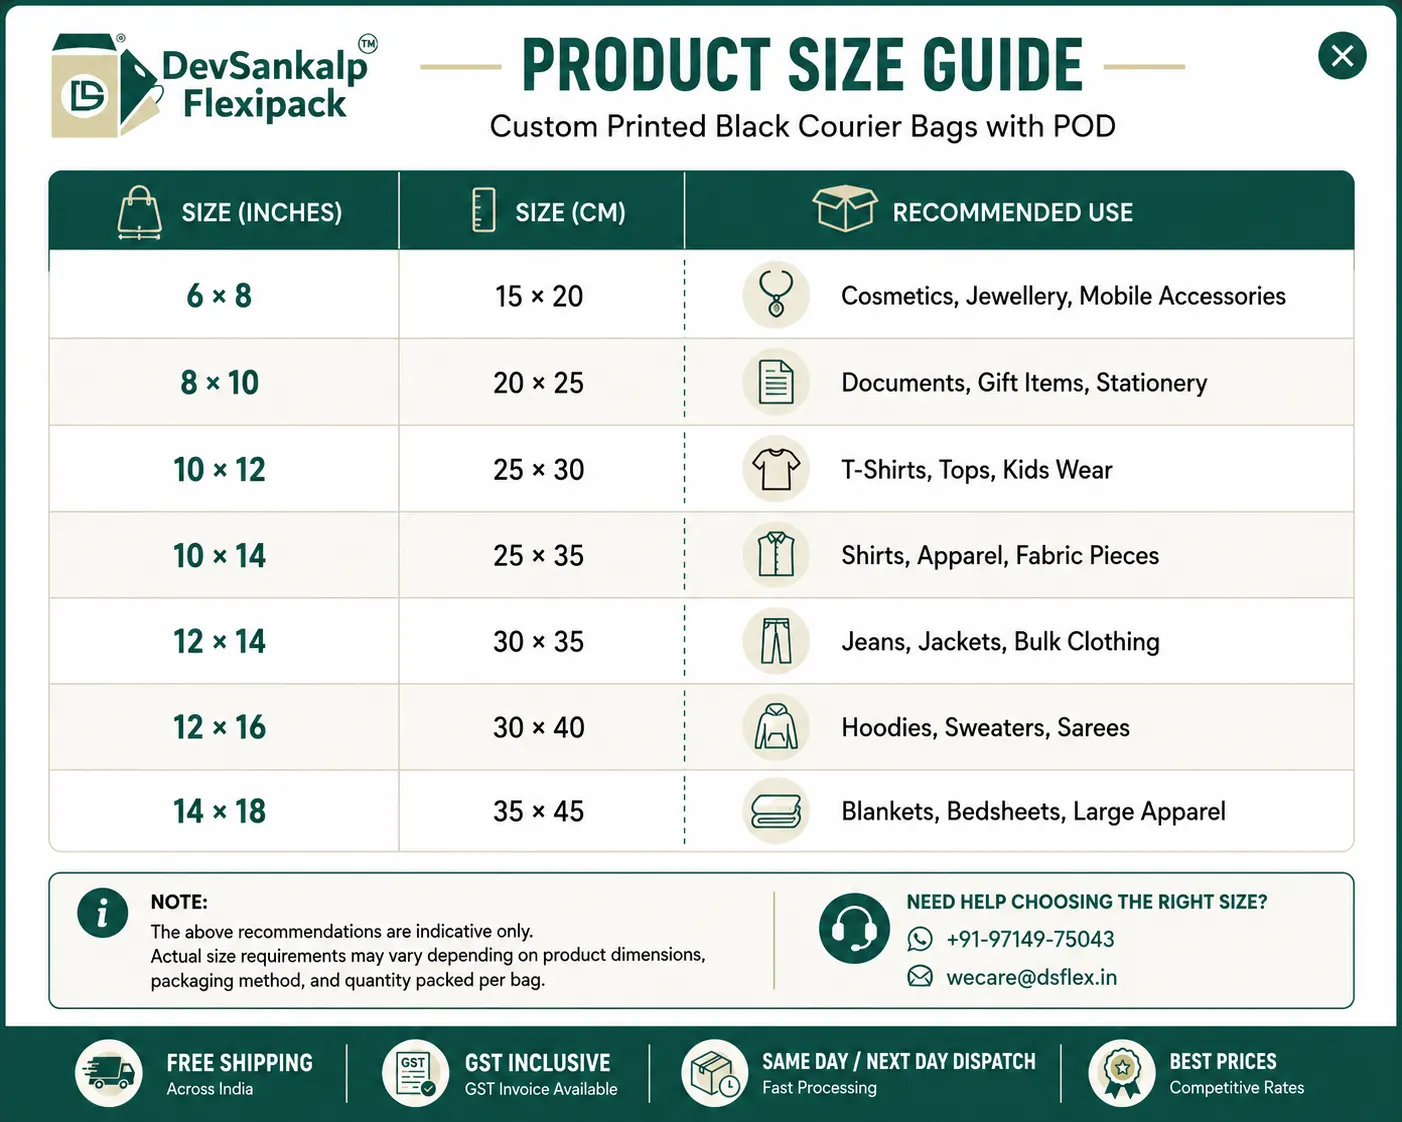 DevSankalp
Flexipack
®
TM
PRODUCT SIZE GUIDE
Custom Printed Black Courier Bags with POD
SIZE (INCHES) SIZE (CM) RECOMMENDED USE
6 × 8 15 × 20 Cosmetics, Jewellery, Mobile Accessories
8 × 10 20 × 25 Documents, Gift Items, Stationery
10 × 12 25 × 30 T-Shirts, Tops, Kids Wear
10 × 14 25 × 35 Shirts, Apparel, Fabric Pieces
12 × 14 30 × 35 Jeans, Jackets, Bulk Clothing
12 × 16 30 × 40 Hoodies, Sweaters, Sarees
14 × 18 35 × 45 Blankets, Bedsheets, Large Apparel
NOTE:
The above recommendations are indicative only.
Actual size requirements may vary depending on product dimensions,
packaging method, and quantity packed per bag.
NEED HELP CHOOSING THE RIGHT SIZE?
+91-97149-75043
wecare@dsflex.in
FREE SHIPPING
Across India
GST
GST INCLUSIVE
GST Invoice Available
SAME DAY / NEXT DAY DISPATCH
Fast Processing
BEST PRICES
Competitive Rates